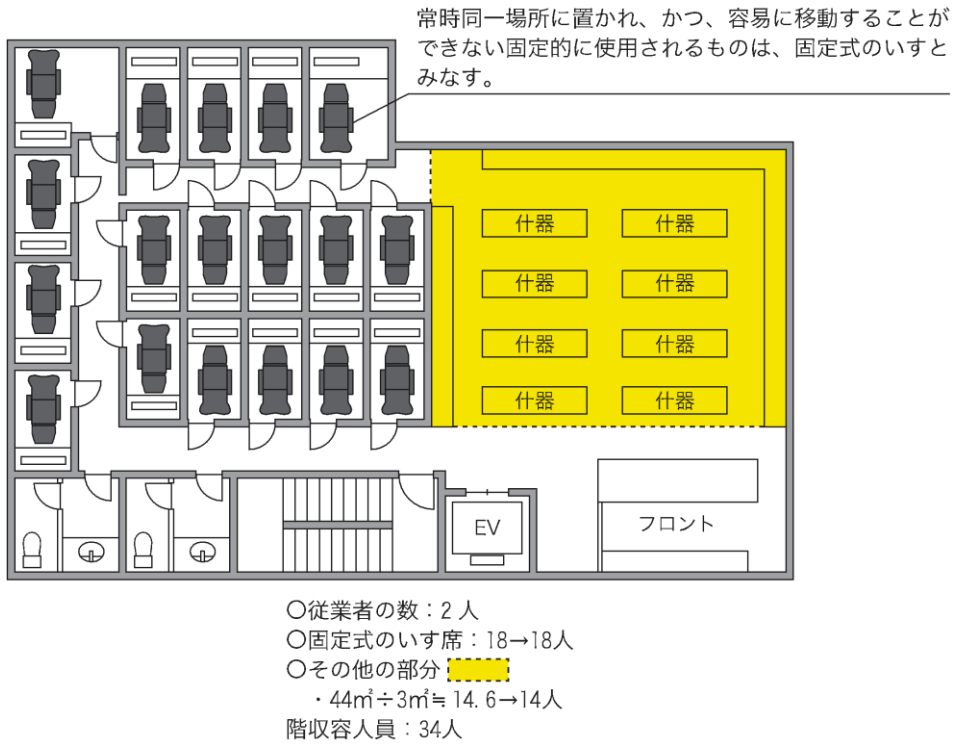 常時同一場所に置かれ、かつ、容易に移動することが
できない固定的に使用されるものは、固定式のいすと
みなす。
什器 什器
什器 什器
什器 什器
什器 什器
EV
フロント
○従業者の数：2人
○固定式のいす席：18→18人
○その他の部分
・44㎡÷3㎡≒14.6→14人
階収容人員：34人